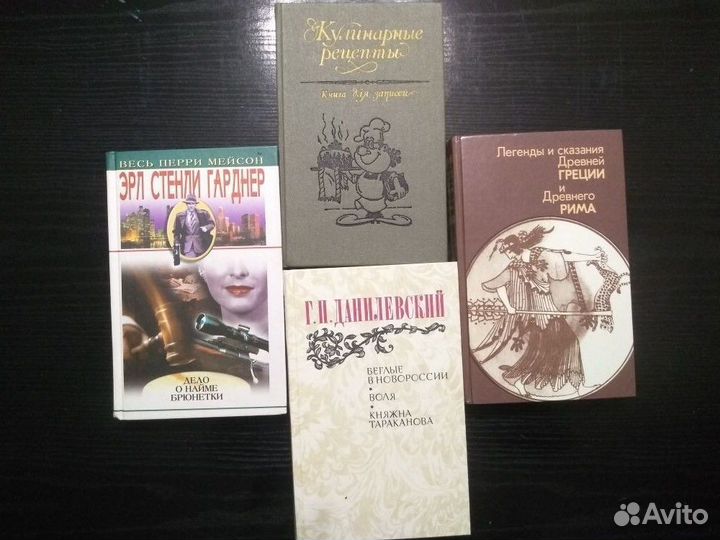 Кулинарные
рецепты
Книга для записи
ВЕСЬ ПЕРРИ МЕЙСОН
ЭРЛ СТЕНЛИ ГАРДНЕР
ДЕЛО
О НАЙМЕ
БРЮНЕТКИ
Легенды и сказания
Древней
ГРЕЦИИ
и
Древнего
РИМА
Г.П.ДАНИЛЕВСКИЙ
БЕГЛЫЕ
В НОВОРОССИИ
•
ВОЛЯ
•
КНЯЖНА
ТАРАКАНОВА
Avito